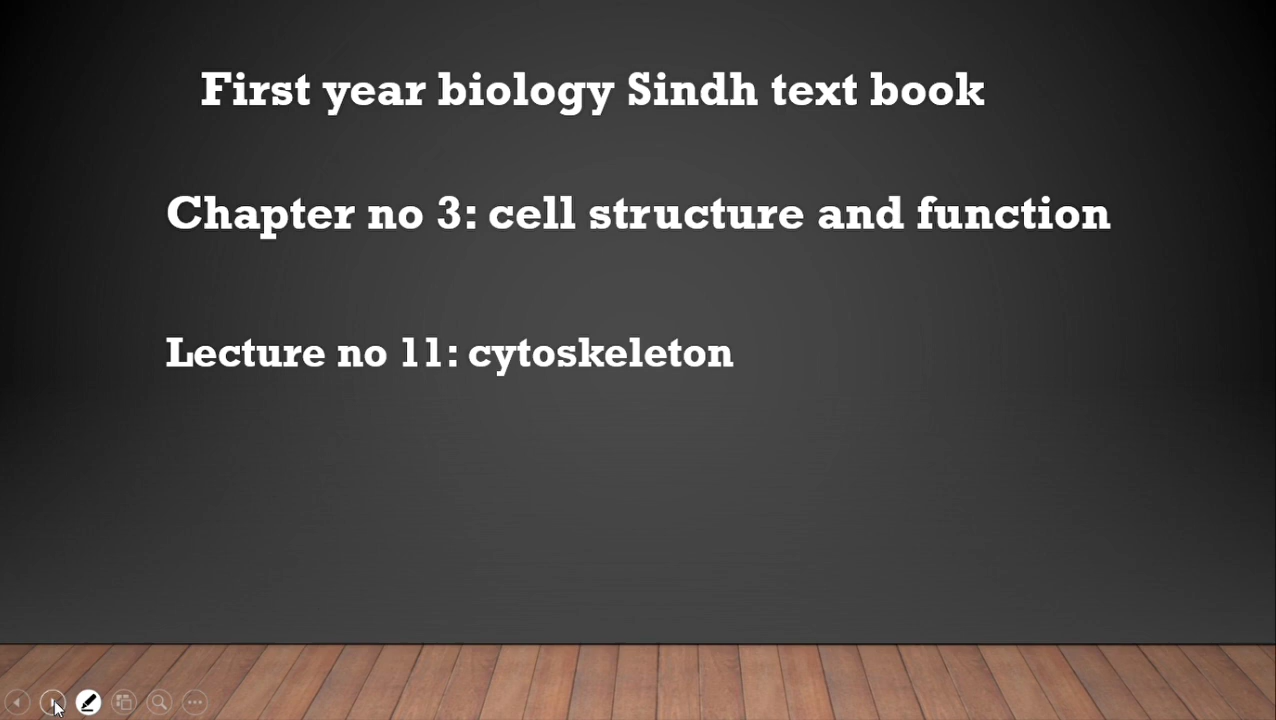 First year biology Sindh text book
Chapter no 3: cell structure and function
Lecture no 11: cytoskeleton